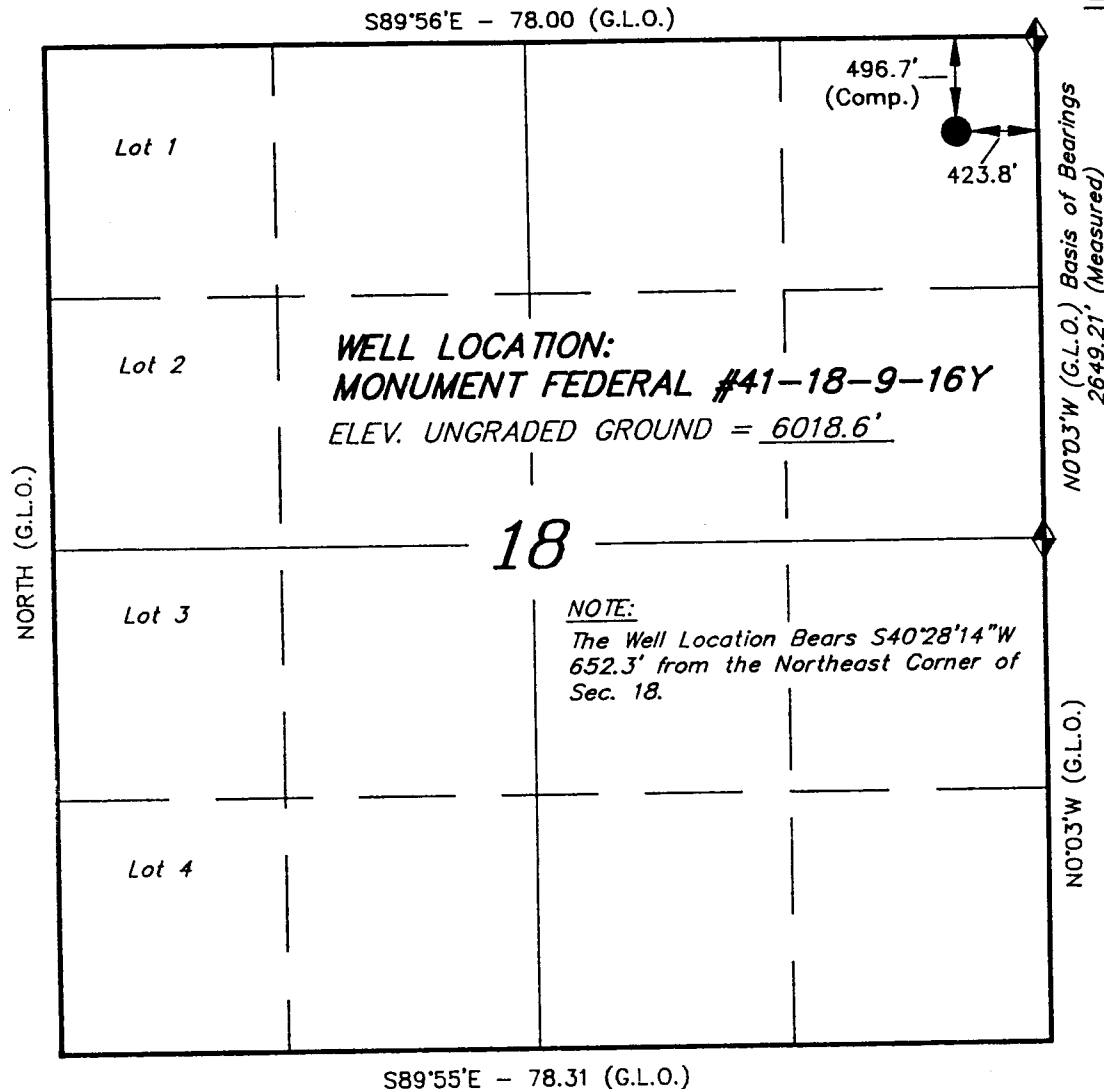 S89°56'E - 78.00 (G.L.O.)
496.7'
(Comp.)
423.8'
Lot 1
N0°03'W (G.L.O.) Basis of Bearings
2649.21' (Measured)
Lot 2
WELL LOCATION:
MONUMENT FEDERAL #41-18-9-16Y
ELEV. UNGRADED GROUND = 6018.6'
NORTH (G.L.O.)
18
Lot 3
NOTE:
The Well Location Bears S40°28'14"W
652.3' from the Northeast Corner of
Sec. 18.
N0°03'W (G.L.O.)
Lot 4
S89°55'E - 78.31 (G.L.O.)